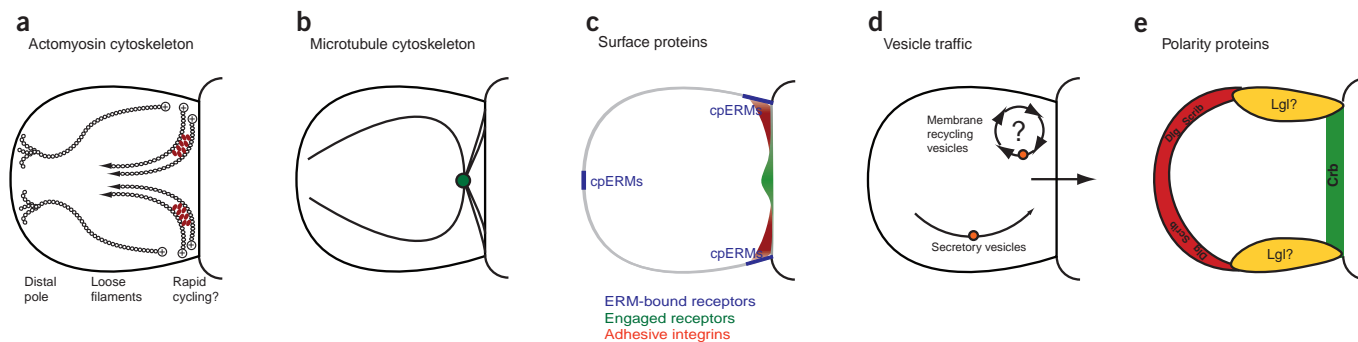 a
Actomyosin cytoskeleton
+
+
+
+
+
+
Distal
pole
Loose
filaments
Rapid
cycling?
b
Microtubule cytoskeleton
c
Surface proteins
cpERMs
cpERMs
cpERMs
ERM-bound receptors
Engaged receptors
Adhesive integrins
d
Vesicle traffic
Membrane
recycling
vesicles
?
Secretory vesicles
e
Polarity proteins
Dlg Scrib
Lgl?
Crb
Dlg Scrib
Lgl?